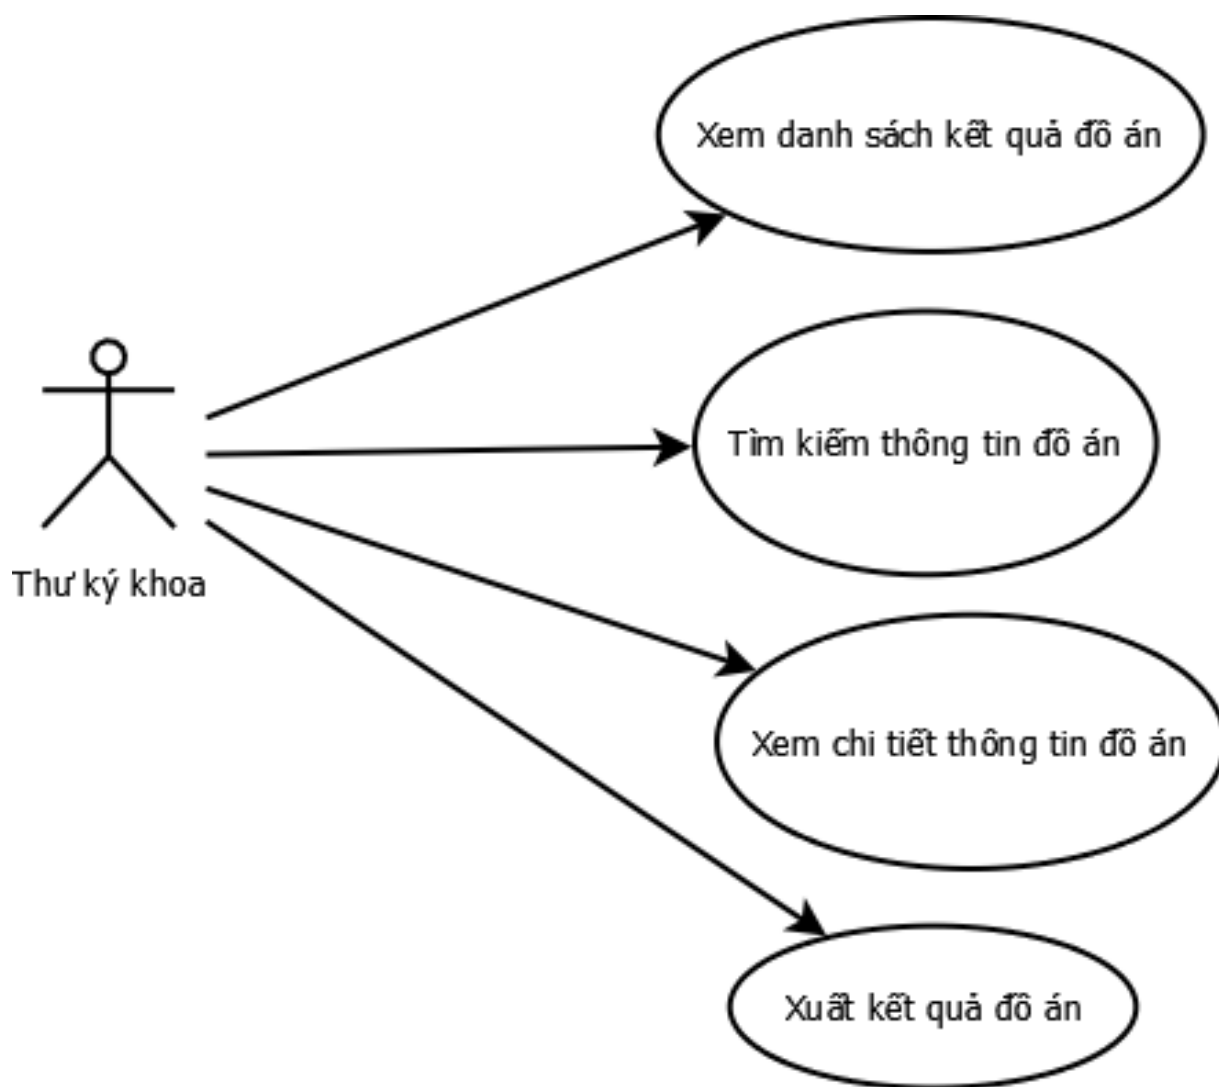 Xem danh sách kết quả đồ án
Tìm kiếm thông tin đồ án
Thư ký khoa
Xem chi tiết thông tin đồ án
Xuất kết quả đồ án